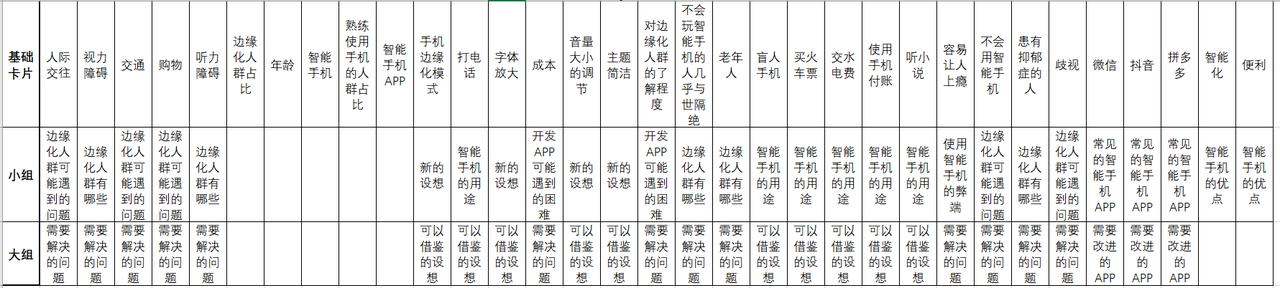 基础卡片 人际交往 视力障碍 交通 购物 听力障碍 边缘化人群占比 年龄 智能手机 熟练使用手机的人群占比 智能手机APP 手机边缘化模式 打电话 字体放大 成本 音量大小的调节 主题简洁 对边缘化人群的了解程度 不会玩智能手机的人几乎与世隔绝 老年人 盲人手机 买火车票 交水电费 使用手机付账 听小说 容易让人上瘾 不会用智能手机 患有抑郁症的人 歧视 微信 抖音 拼多多 智能化 便利
小组 边缘化人群可能遇到的问题 边缘化人群有哪些 边缘化人群可能遇到的问题 边缘化人群可能遇到的问题 边缘化人群有哪些 新的设想 智能手机的用途 新的设想 开发APP可能遇到的困难 新的设想 新的设想 开发APP可能遇到的困难 边缘化人群有哪些 边缘化人群有哪些 智能手机的用途 智能手机的用途 智能手机的用途 智能手机的用途 智能手机的用途 使用智能手机的弊端 边缘化人群可能遇到的问题 边缘化人群有哪些 边缘化人群可能遇到的问题 常见的智能手机APP 常见的智能手机APP 常见的智能手机APP 智能手机的优点 智能手机的优点
大组 需要解决的问题 需要解决的问题 需要解决的问题 需要解决的问题 需要解决的问题 可以借鉴的设想 可以借鉴的设想 可以借鉴的设想 需要解决的问题 可以借鉴的设想 可以借鉴的设想 需要解决的问题 需要解决的问题 需要解决的问题 可以借鉴的设想 可以借鉴的设想 可以借鉴的设想 可以借鉴的设想 可以借鉴的设想 需要解决的问题 需要解决的问题 需要解决的问题 需要解决的问题 需要改进的APP 需要改进的APP 需要改进的APP